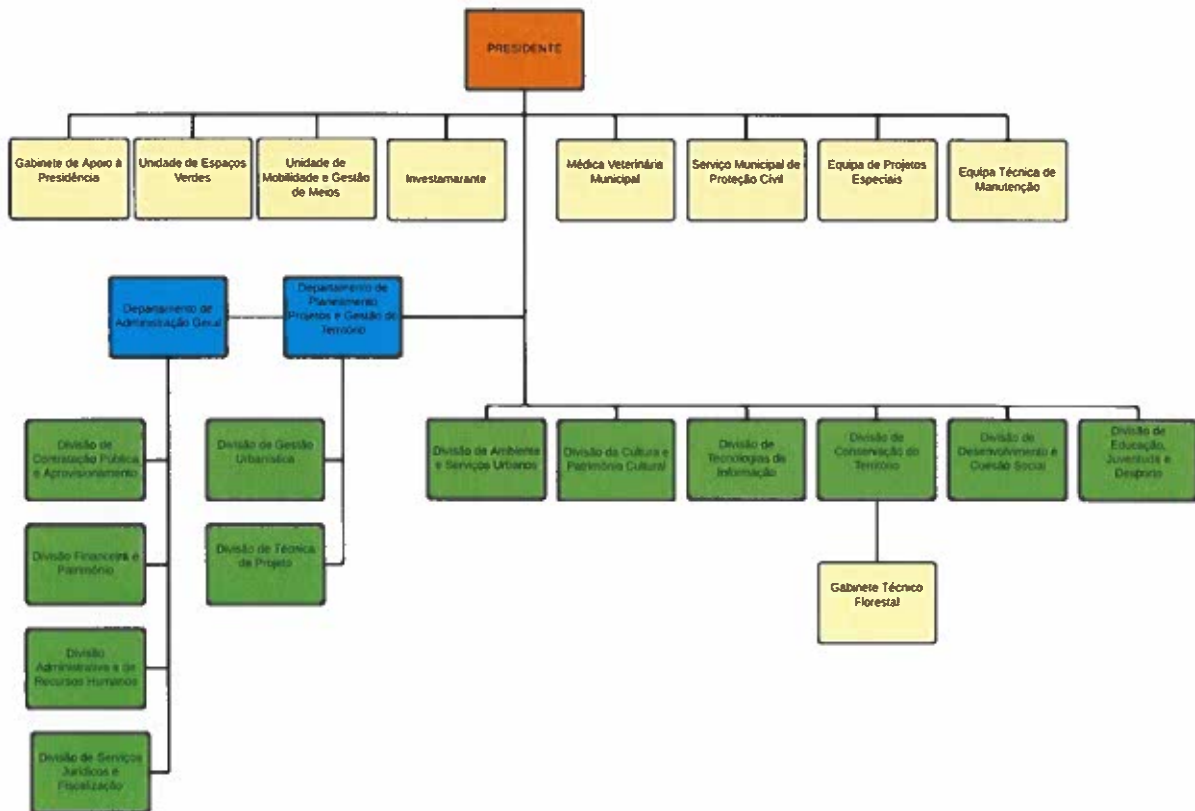 PRESIDENTE
Gabinete de Apoio à
Presidência
Unidade de Espaços
Verdes
Unidade de
Mobilidade e Gestão
de Meios
Investamarante
Médica Veterinária
Municipal
Serviço Municipal de
Proteção Civil
Equipa de Projetos
Especiais
Equipa Técnica de
Manutenção
Departamento de
Administração Geral
Departamento de
Planeamento
Projetos e Gestão do
Território
Divisão de
Contratação Pública
e Aprovisionamento
Divisão Financeira e
Património
Divisão
Administrativa e de
Recursos Humanos
Divisão de Serviços
Jurídicos e
Fiscalização
Divisão de Gestão
Urbanística
Divisão de Técnica
de Projeto
Divisão de Ambiente
e Serviços Urbanos
Divisão da Cultura e
Património Cultural
Divisão de
Tecnologias de
Informação
Divisão de
Conservação do
Território
Divisão de
Desenvolvimento e
Coesão Social
Divisão de
Educação,
Juventude e
Desporto
Gabinete Técnico
Florestal